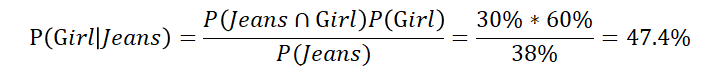 P(Girl|Jeans) = P(Jeans ∩ Girl)P(Girl) / P(Jeans) = 30% * 60% / 38% = 47.4%